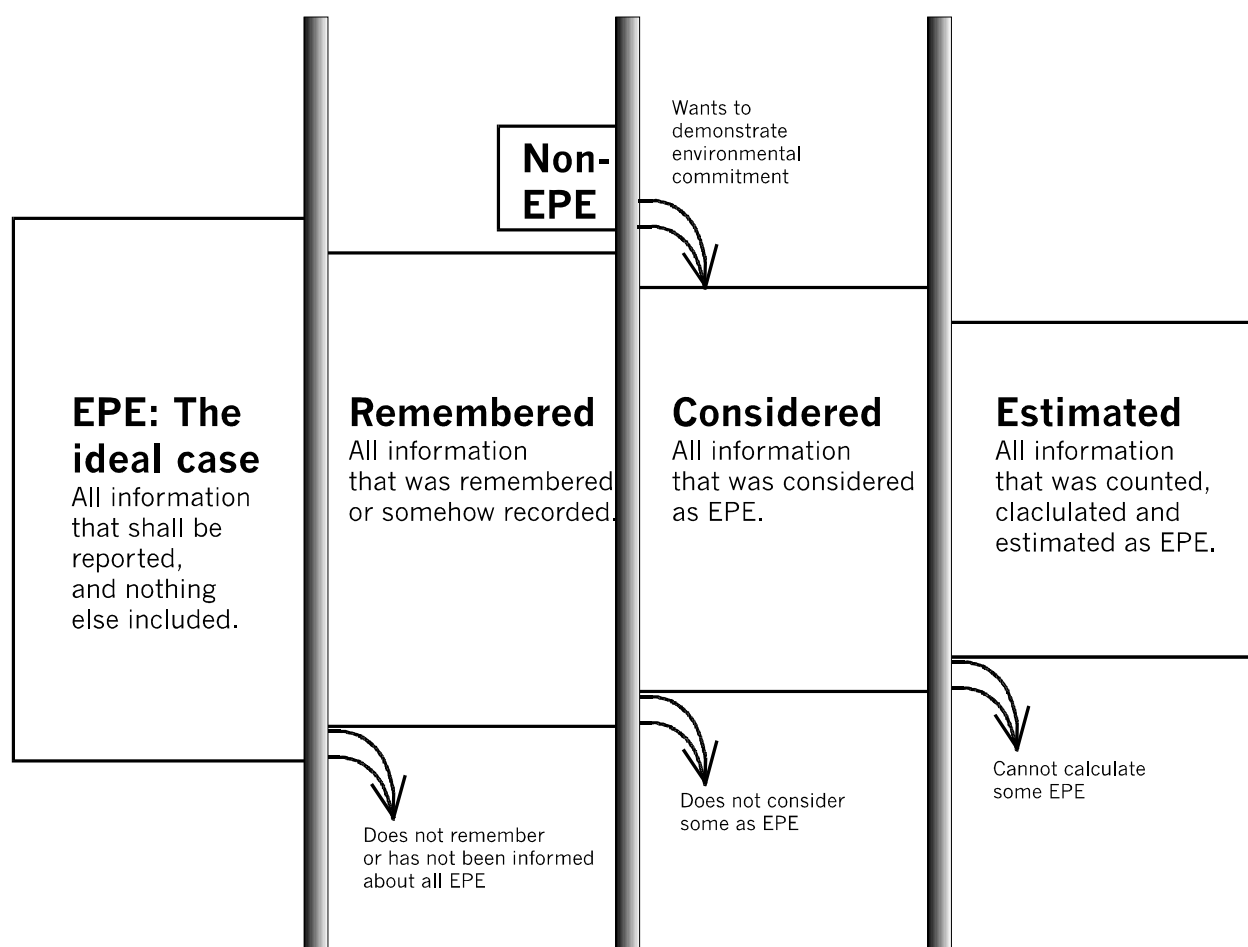 Wants to
demonstrate
environmental
commitment
Non-
EPE
EPE: The
ideal case
All information
that shall be
reported,
and nothing
else included.
Remembered
All information
that was remembered
or somehow recorded.
Considered
All information
that was considered
as EPE.
Estimated
All information
that was counted,
claclulated and
estimated as EPE.
Does not remember
or has not been informed
about all EPE
Does not consider
some as EPE
Cannot calculate
some EPE